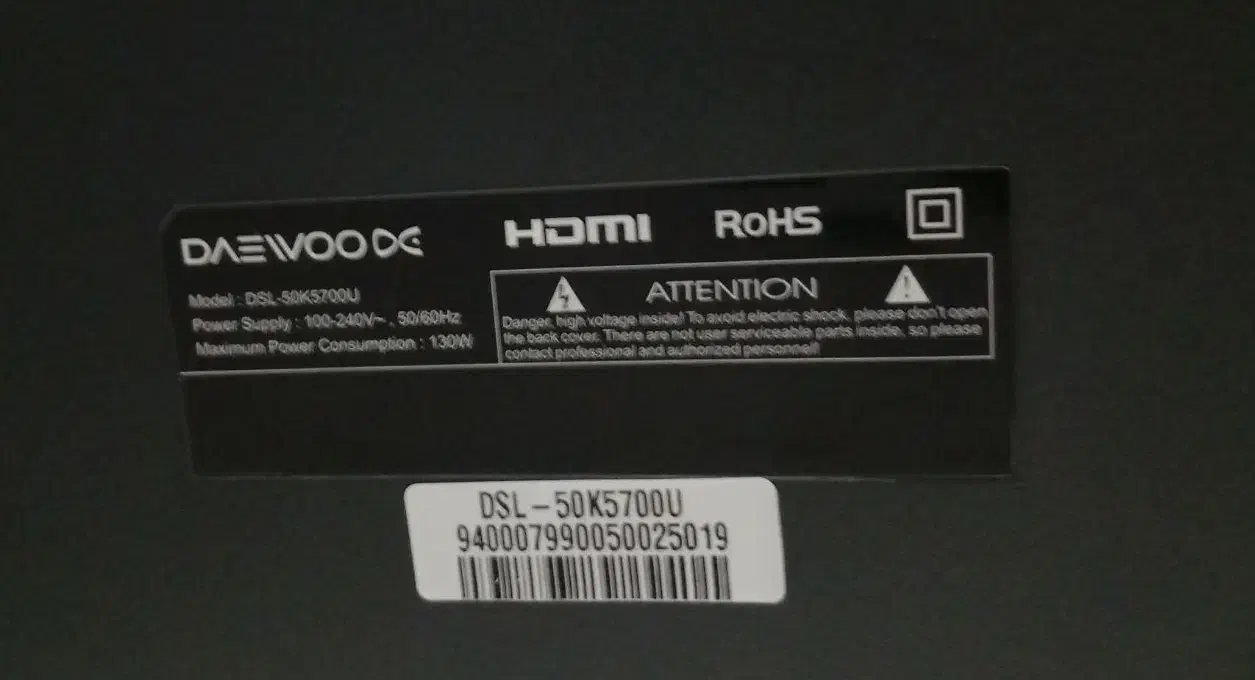 DAEWOO DE
HDMI
RoHS
Model : DSL-50K5700U
Power Supply : 100-240V~ , 50/60Hz
Maximum Power Consumption : 130W
ATTENTION
Danger, high voltage inside! To avoid electric shock, please don't open
the back cover. There are not user serviceable parts inside, so please
contact professional and authorized personnel!
DSL-50K5700U
940007990050025019